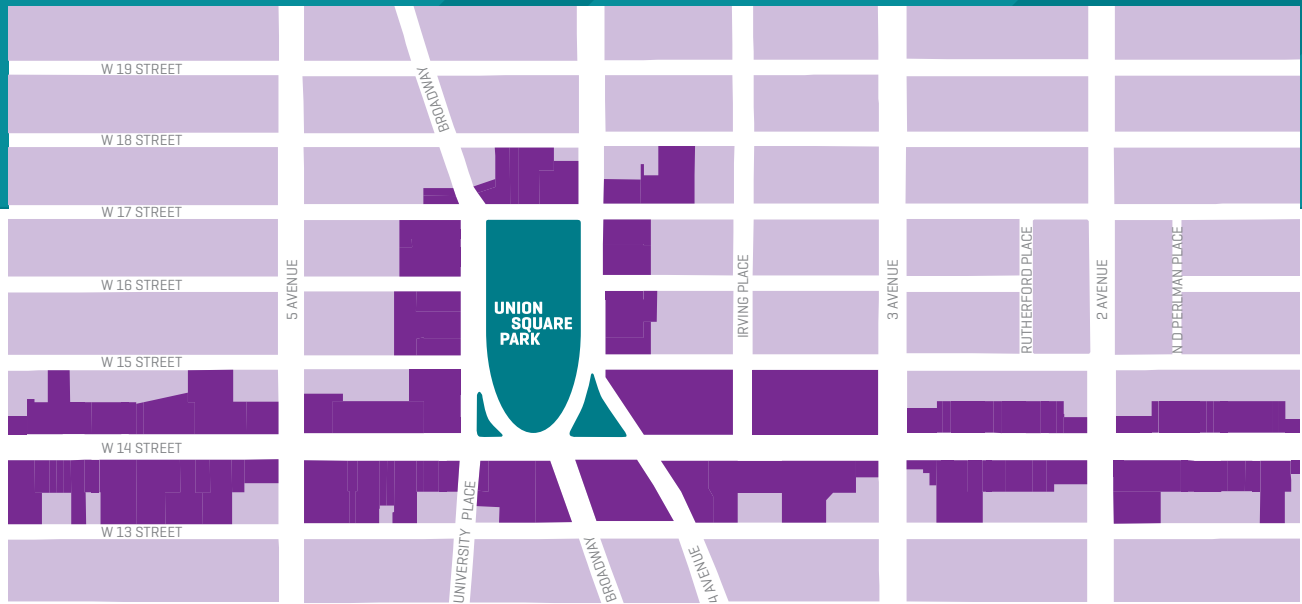 W 19 STREET
BROADWAY
W 18 STREET
W 17 STREET
5 AVENUE
W 16 STREET
UNION
SQUARE
PARK
IRVING PLACE
3 AVENUE
RUTHERFORD PLACE
2 AVENUE
N D PERLMAN PLACE
W 15 STREET
W 14 STREET
UNIVERSITY PLACE
W 13 STREET
BROADWAY
4 AVENUE